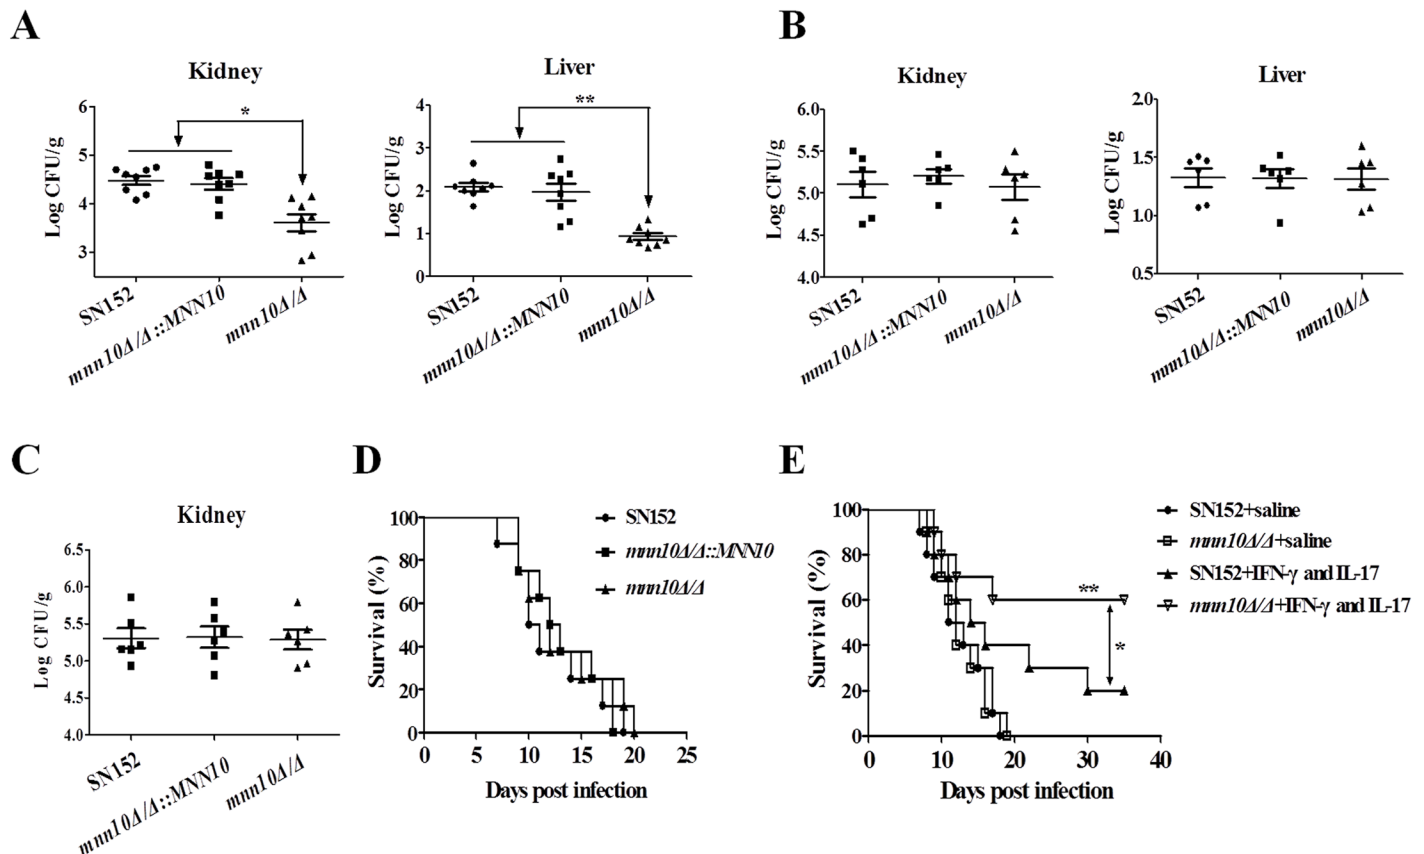 A
Kidney
Log CFU/g
6
5
4
3
*
SN152
mnn10Δ/Δ::MNN10
mnn10Δ/Δ
Liver
Log CFU/g
4
3
2
1
0
**
SN152
mnn10Δ/Δ::MNN10
mnn10Δ/Δ
B
Kidney
Log CFU/g
6.0
5.5
5.0
4.5
4.0
SN152
mnn10Δ/Δ::MNN10
mnn10Δ/Δ
Liver
Log CFU/g
2.0
1.5
1.0
0.5
SN152
mnn10Δ/Δ::MNN10
mnn10Δ/Δ
C
Kidney
Log CFU/g
6.5
6.0
5.5
5.0
4.5
4.0
SN152
mnn10Δ/Δ::MNN10
mnn10Δ/Δ
D
Survival (%)
100
80
60
40
20
0
0 5 10 15 20 25
Days post infection
SN152
mnn10Δ/Δ::MNN10
mnn10Δ/Δ
E
Survival (%)
100
80
60
40
20
0
0 10 20 30 40
Days post infection
**
*
SN152+saline
mnn10Δ/Δ+saline
SN152+IFN-γ and IL-17
mnn10Δ/Δ+IFN-γ and IL-17